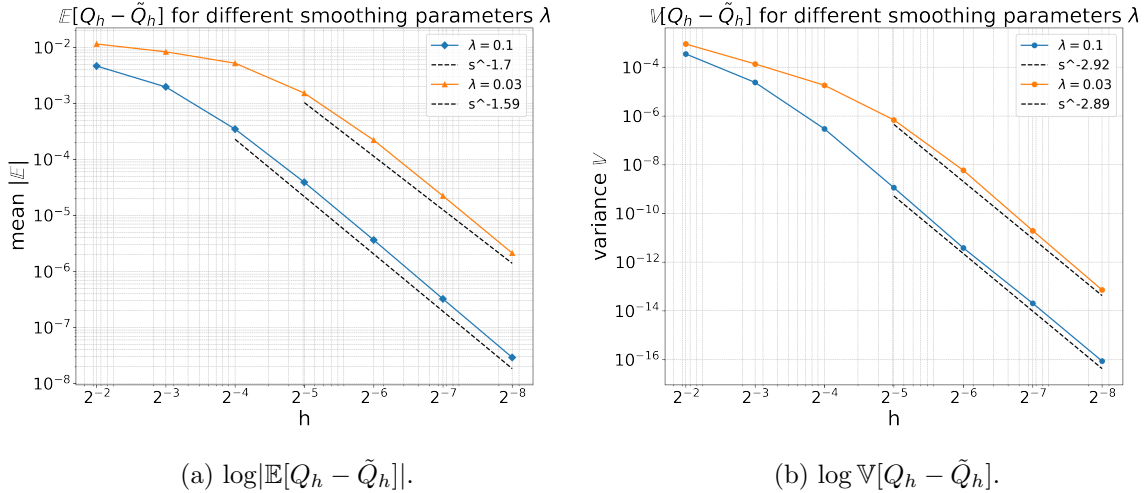 𝔼[Q_h − Q̃_h] for different smoothing parameters λ
10⁻²
10⁻³
10⁻⁴
10⁻⁵
10⁻⁶
10⁻⁷
10⁻⁸
mean |𝔼|
λ = 0.1
s^-1.7
λ = 0.03
s^-1.59
2⁻² 2⁻³ 2⁻⁴ 2⁻⁵ 2⁻⁶ 2⁻⁷ 2⁻⁸
h
(a) log|𝔼[Q_h − Q̃_h]|.
𝕍[Q_h − Q̃_h] for different smoothing parameters λ
10⁻⁴
10⁻⁶
10⁻⁸
10⁻¹⁰
10⁻¹²
10⁻¹⁴
10⁻¹⁶
variance 𝕍
λ = 0.1
s^-2.92
λ = 0.03
s^-2.89
2⁻² 2⁻³ 2⁻⁴ 2⁻⁵ 2⁻⁶ 2⁻⁷ 2⁻⁸
h
(b) log 𝕍[Q_h − Q̃_h].